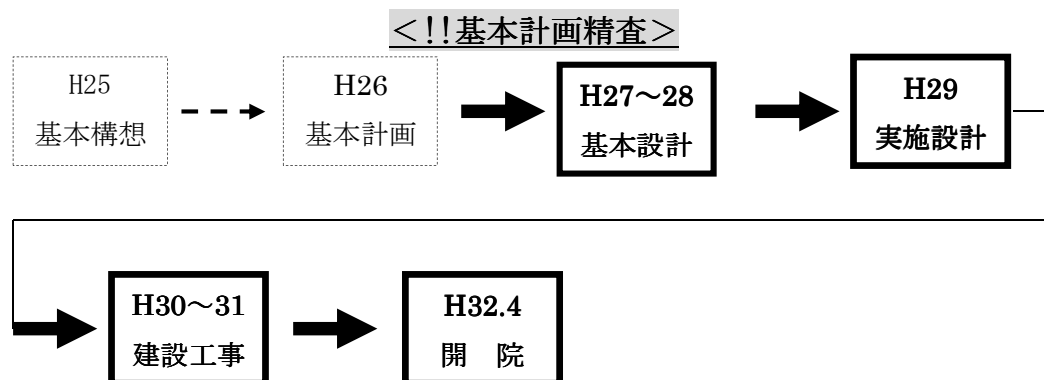 ＜!!基本計画精査＞
H25
基本構想
H26
基本計画
H27～28
基本設計
H29
実施設計
H30～31
建設工事
H32.4
開　院